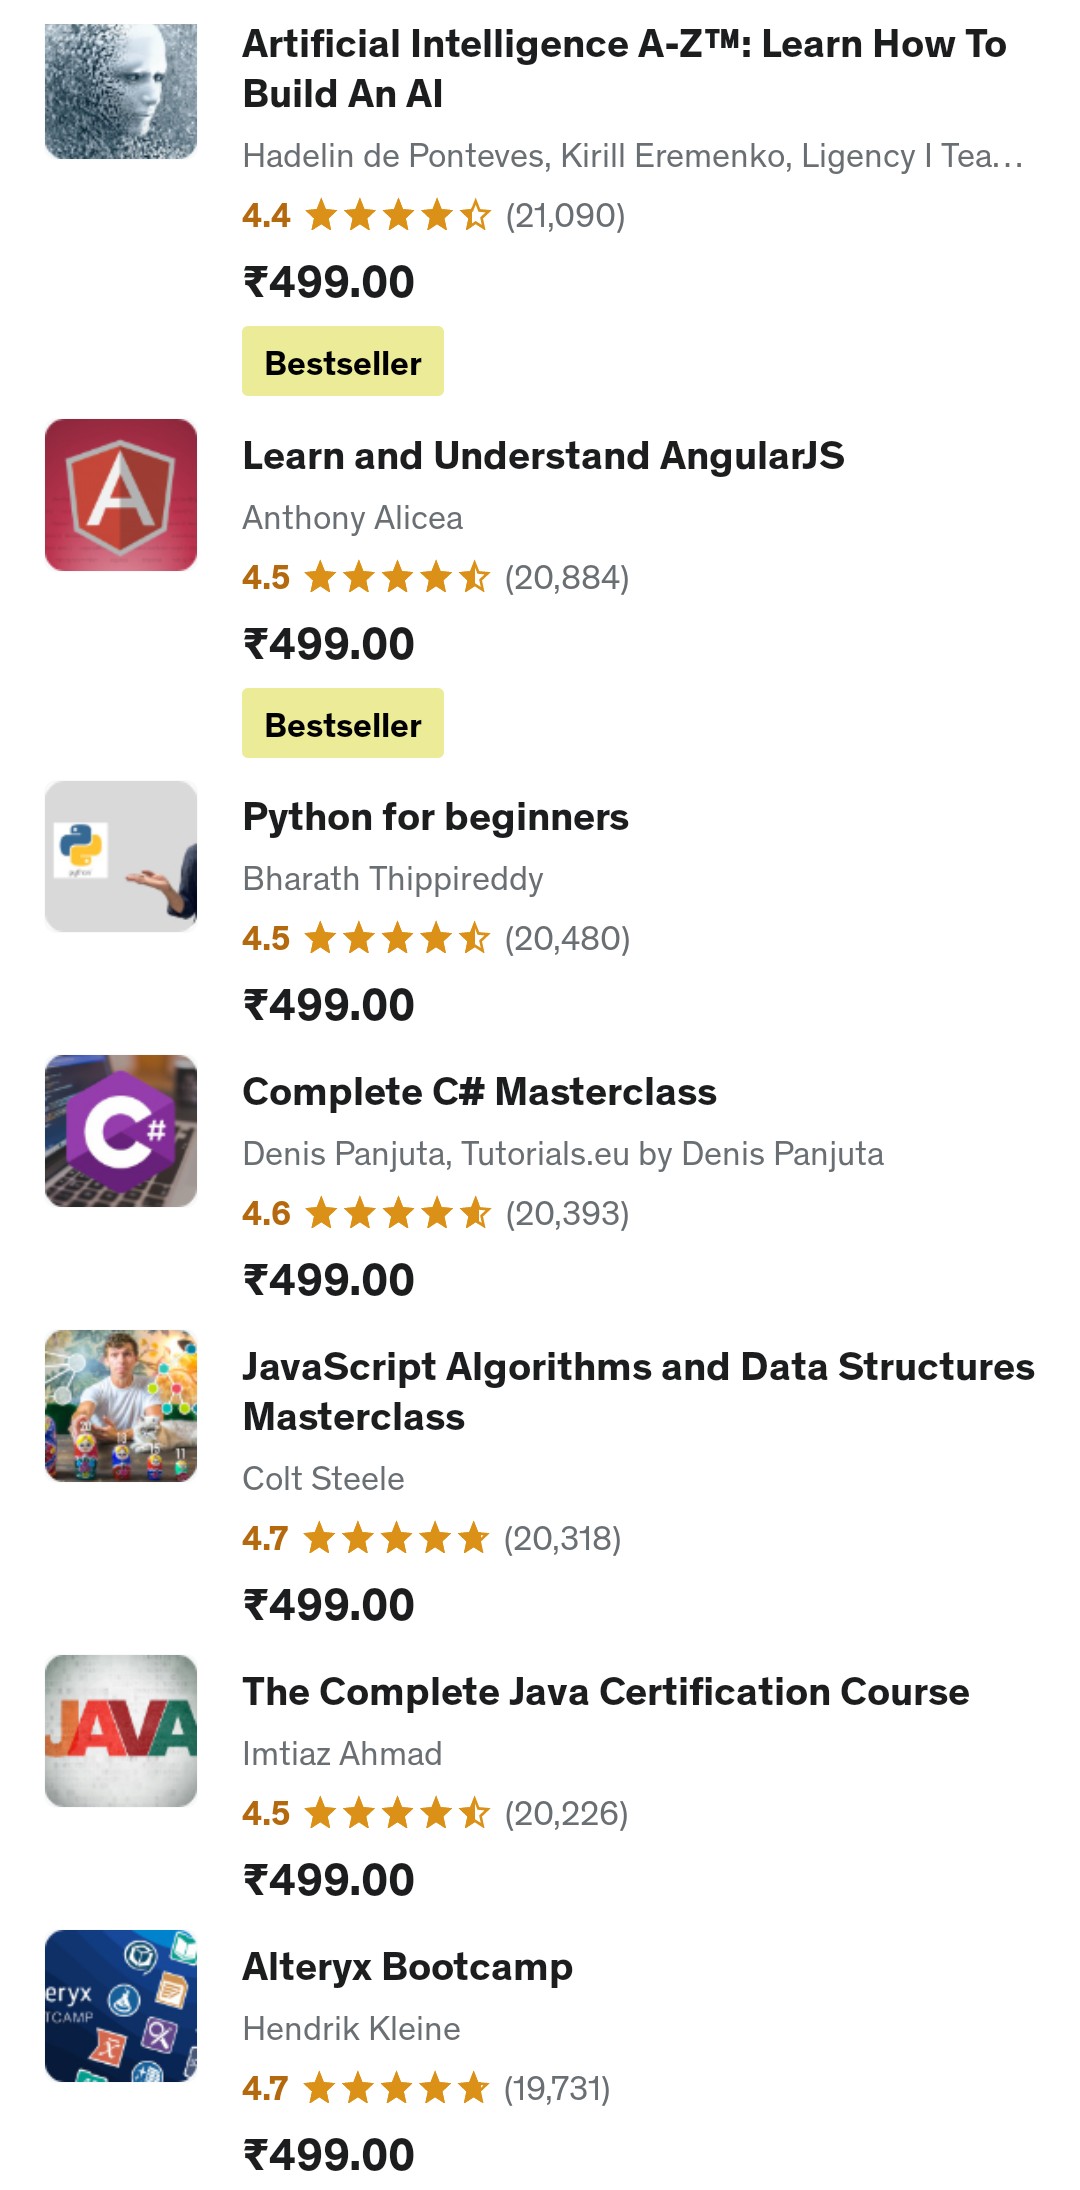 Artificial Intelligence A-Z™: Learn How To
Build An AI
Hadelin de Ponteves, Kirill Eremenko, Ligency I Tea...
4.4 (21,090)
₹499.00
Bestseller
A
Learn and Understand AngularJS
Anthony Alicea
4.5 (20,884)
₹499.00
Bestseller
Python for beginners
Bharath Thippireddy
4.5 (20,480)
₹499.00
C#
Complete C# Masterclass
Denis Panjuta, Tutorials.eu by Denis Panjuta
4.6 (20,393)
₹499.00
JavaScript Algorithms and Data Structures
Masterclass
Colt Steele
4.7 (20,318)
₹499.00
JAVA
The Complete Java Certification Course
Imtiaz Ahmad
4.5 (20,226)
₹499.00
eryx
TCAMP
Alteryx Bootcamp
Hendrik Kleine
4.7 (19,731)
₹499.00